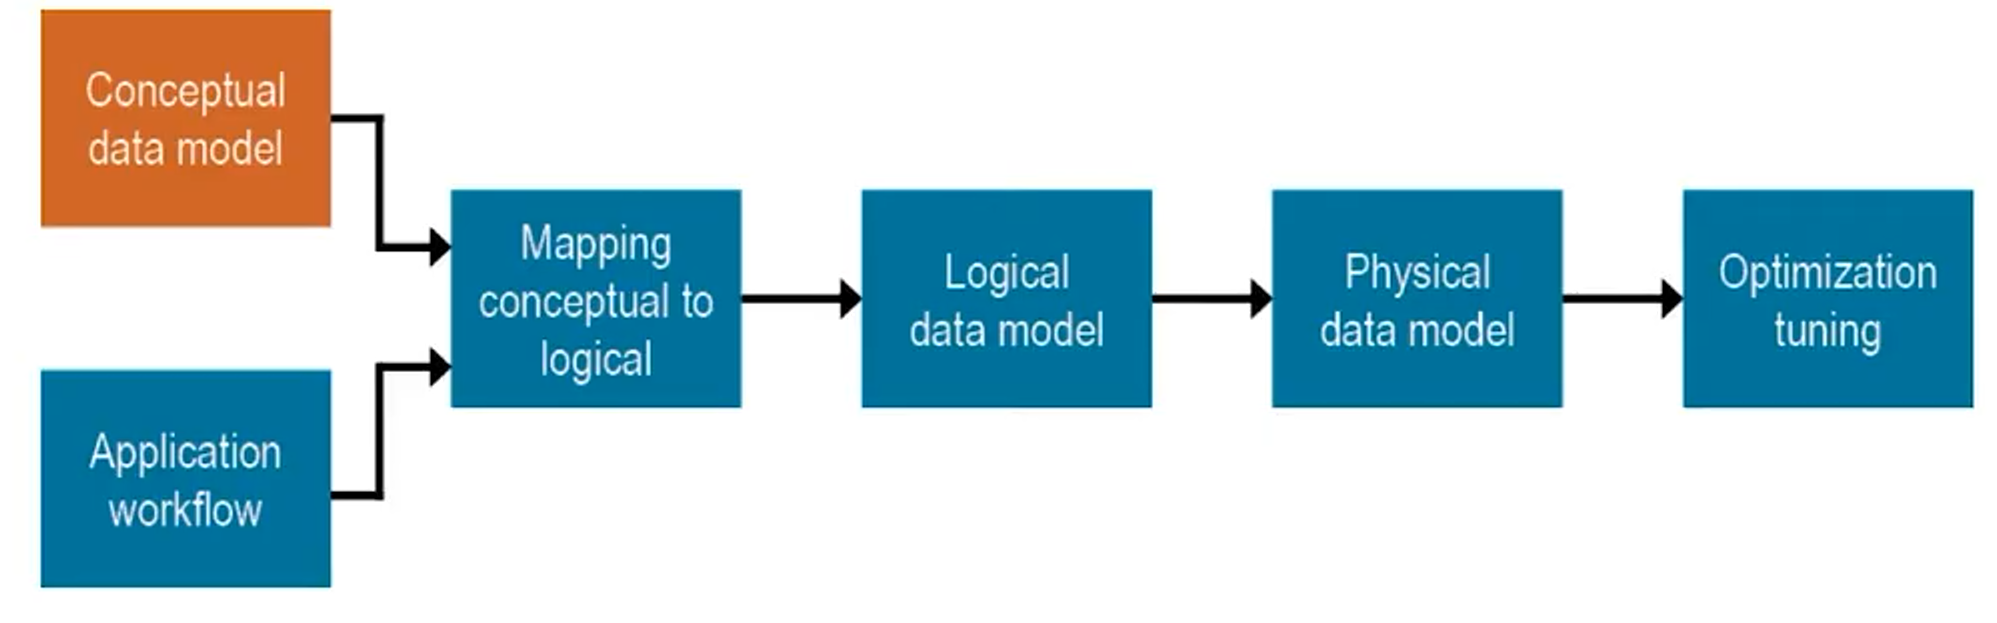 Conceptual
data model
Application
workflow
Mapping
conceptual to
logical
Logical
data model
Physical
data model
Optimization
tuning